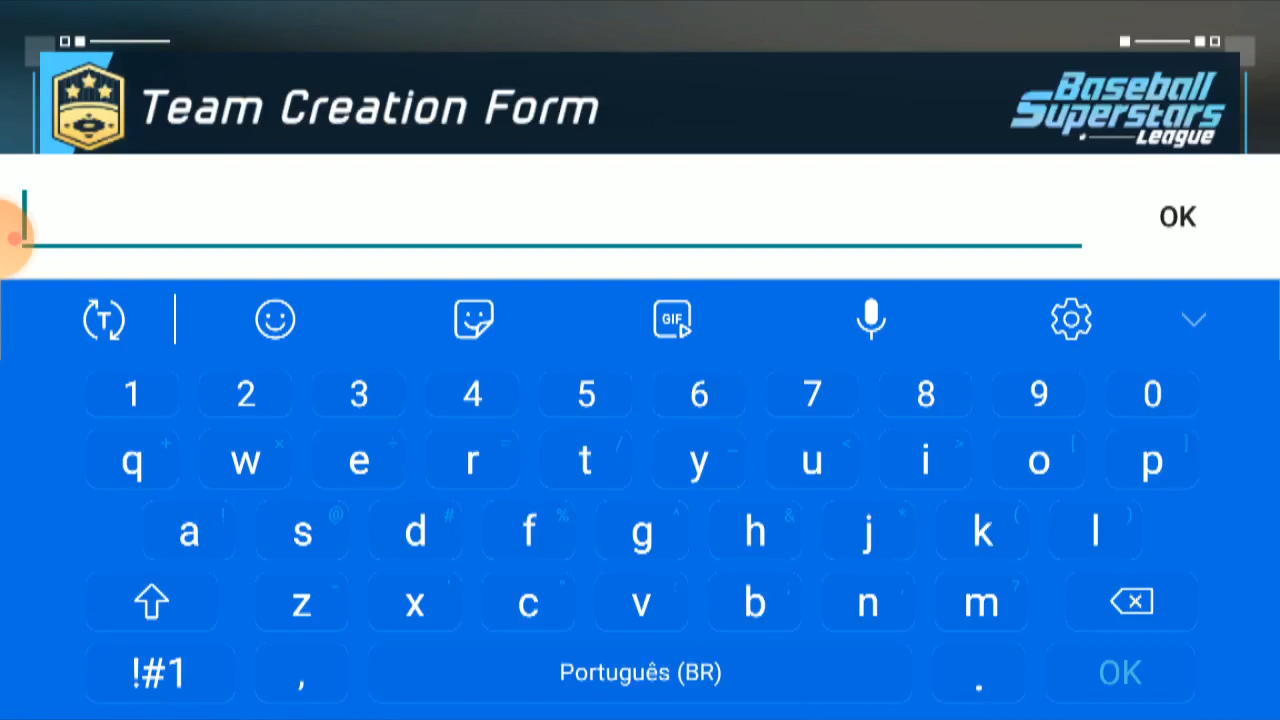 Team Creation Form
Baseball
Superstars
League
OK
T
GIF
1 2 3 4 5 6 7 8 9 0
q + w × e ÷ r = t / y _ u < i > o [ p ]
a ! s @ d # f % g ^ h & j * k ( l )
z - x ' c " v : b ; n , m ?
!#1 , Português (BR) . OK